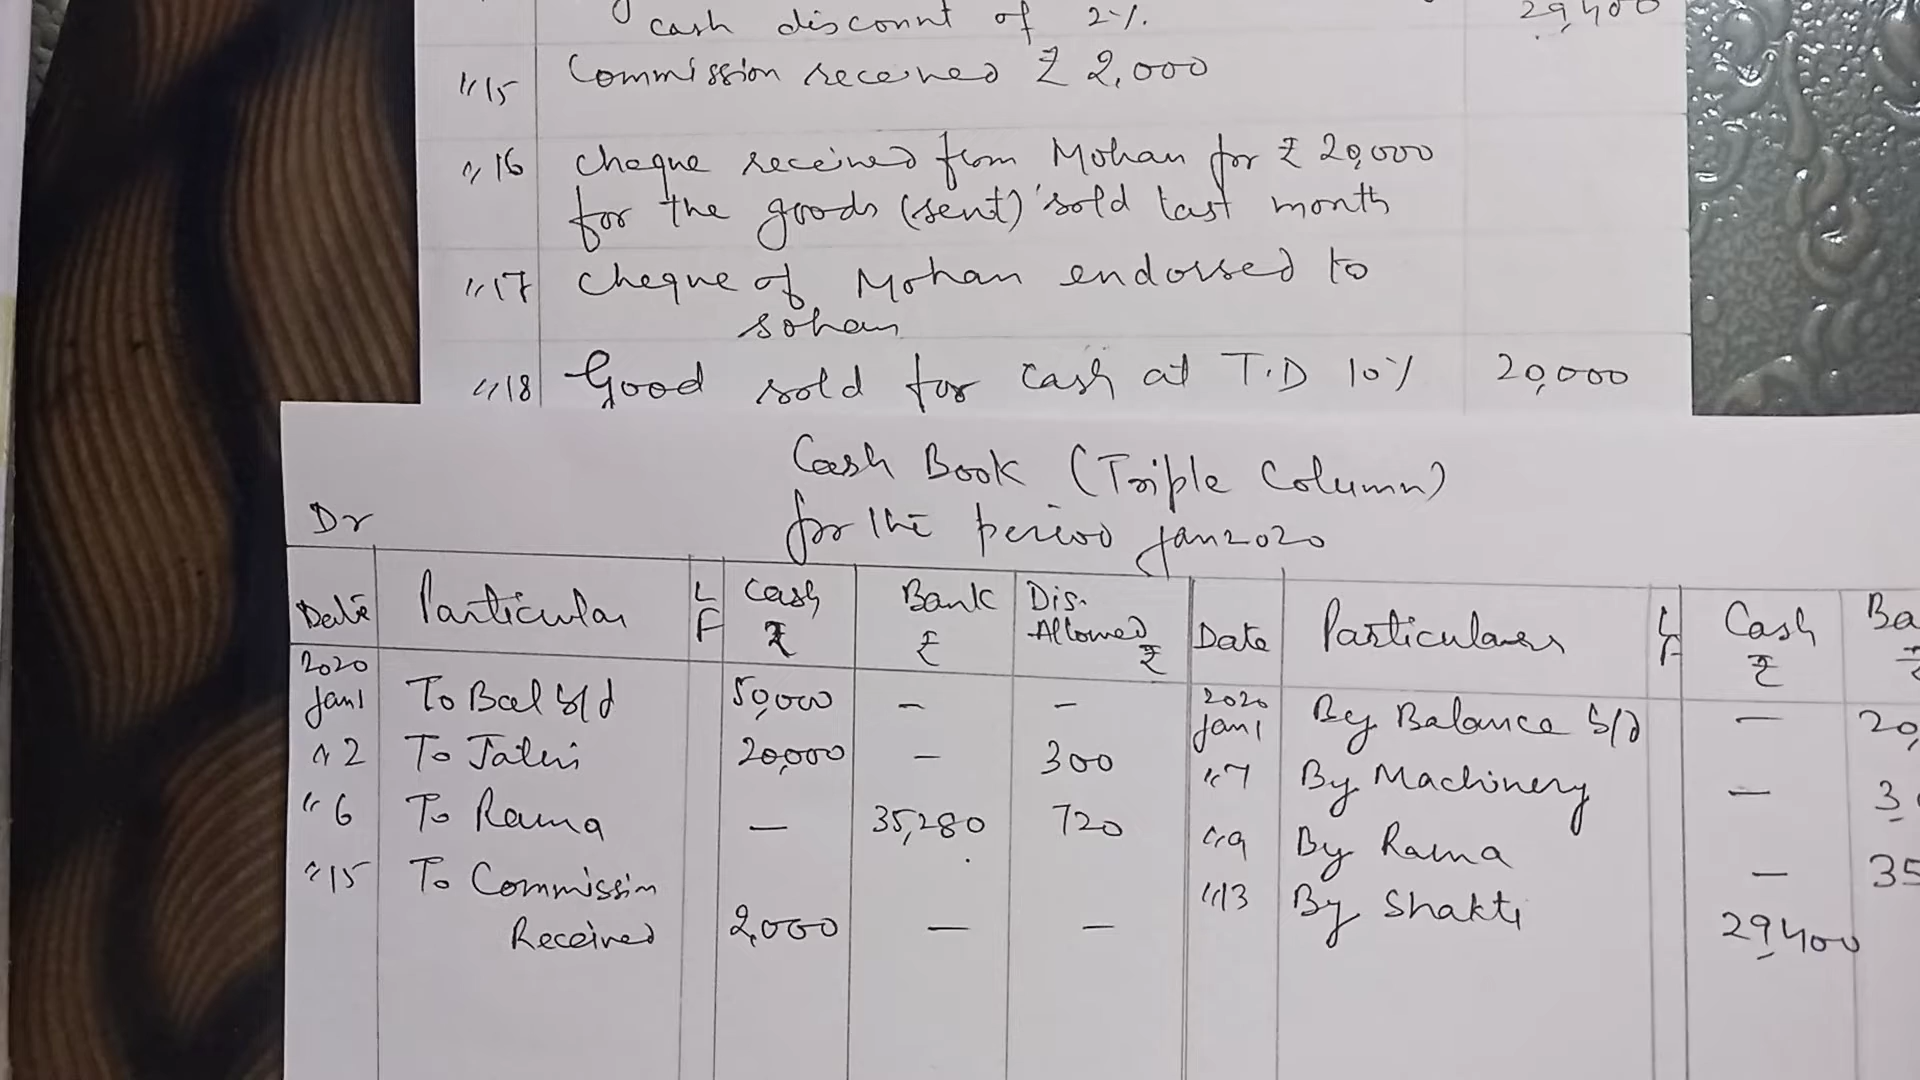 cash discount of 2% 29,400
"15 Commission received ₹ 2,000
"16 Cheque received from Mohan for ₹ 20,000
for the goods (sent) sold last month
"17 Cheque of Mohan endorsed to
sohan
"18 Good sold for cash at T.D 10% 20,000
Cash Book (Triple Column)
for the period Jan 2020
Dr
Date Particular LF Cash ₹ Bank ₹ Dis. Allowed ₹ Date Particulars LF Cash ₹
2020 2020
Jan 1 To Bal b/d 50,000 — — Jan 1 By Balance b/d — 20,
"2 To Jatin 20,000 — 300 "7 By Machinery — 3
"6 To Rama — 35,280 720 "9 By Rama — 35
"15 To Commission "13 By Shakti 29,400
Received 2,000 — —